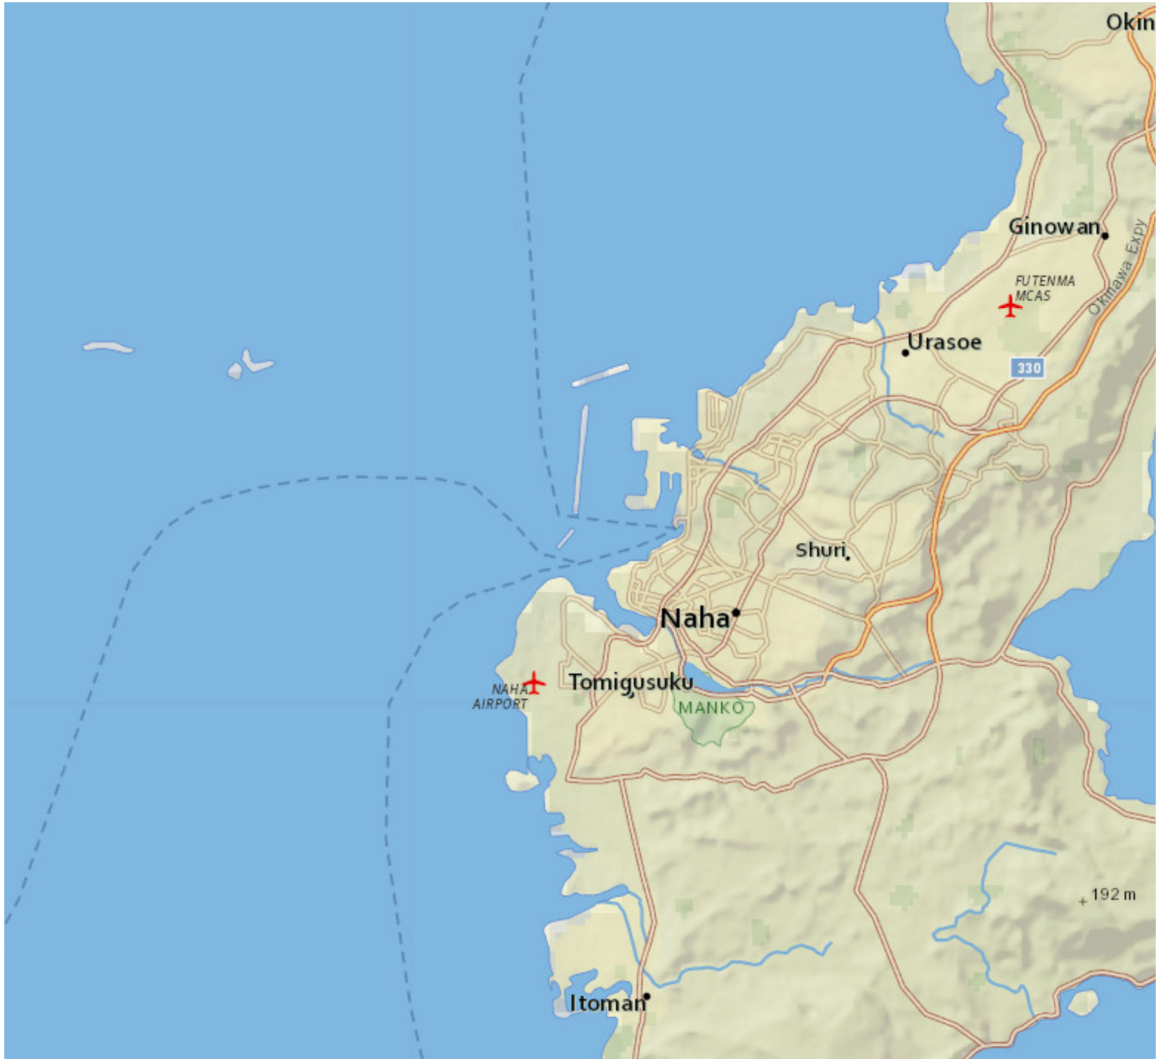 Okin
Ginowan
Okinawa Expy
FUTENMA
MCAS
Urasoe
330
Shuri
Naha
Tomigusuku
NAHA
AIRPORT
MANKO
192 m
Itoman